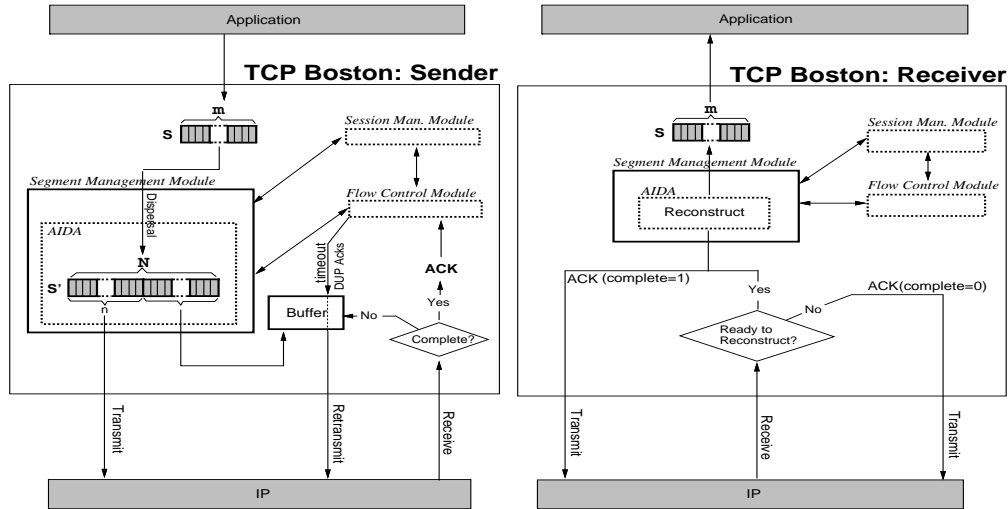 Application
TCP Boston: Sender
m
S
Session Man. Module
Segment Management Module
Flow Control Module
Dispersal
AIDA
N
S'
n
timeout
DUP Acks
ACK
Yes
Buffer
No
Complete?
Transmit
Retransmit
Receive
IP
Application
TCP Boston: Receiver
m
S
Session Man. Module
Segment Management Module
Flow Control Module
AIDA
Reconstruct
ACK (complete=1)
ACK(complete=0)
Yes
No
Ready to
Reconstruct?
Transmit
Receive
Transmit
IP